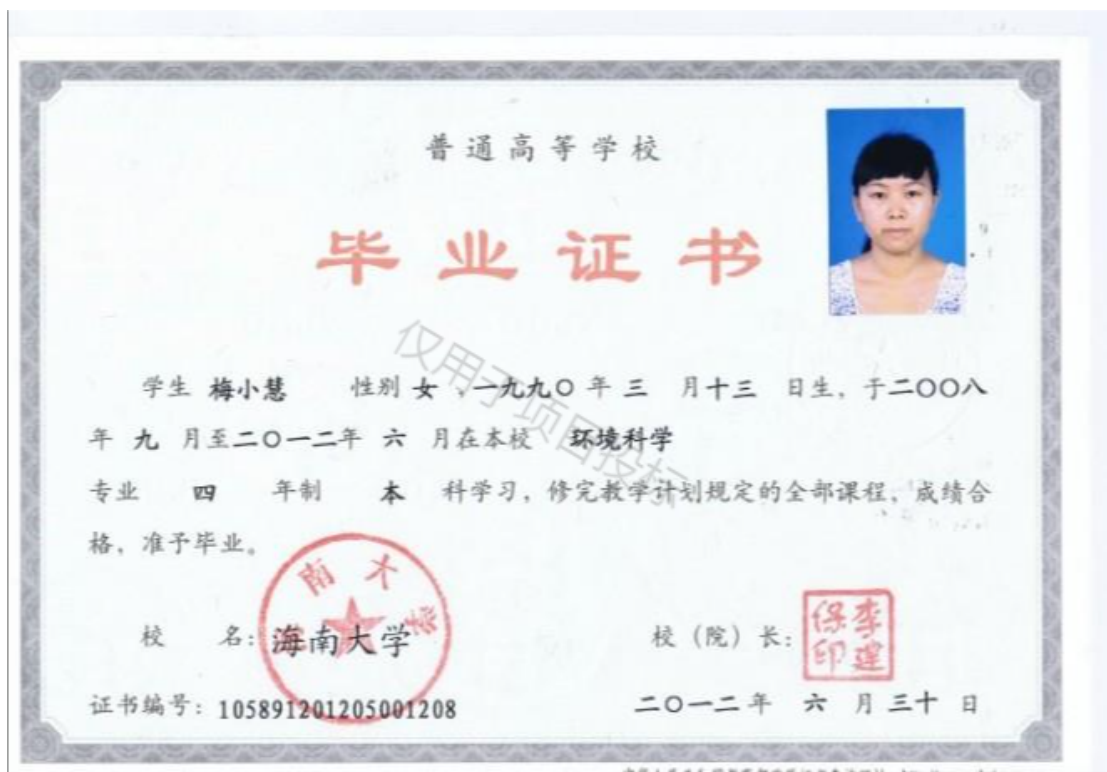 普通高等学校
毕业证书
学生 梅小慧 性别 女 、一九九〇 年 三 月十三 日生，于二〇〇八
年 九 月至二〇一二年 六 月在本校 环境科学
专业 四 年制 本 科学习，修完教学计划规定的全部课程，成绩合
格，准予毕业。
校 名：海南大学
校（院）长：
李建保印
证书编号：105891201205001208
二〇一二年 六 月 三十 日
南大学
仅用于项目投标